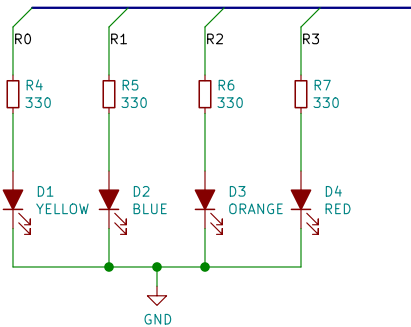 R0 R1 R2 R3
R4 R5 R6 R7
330 330 330 330
D1 D2 D3 D4
YELLOW BLUE ORANGE RED
GND